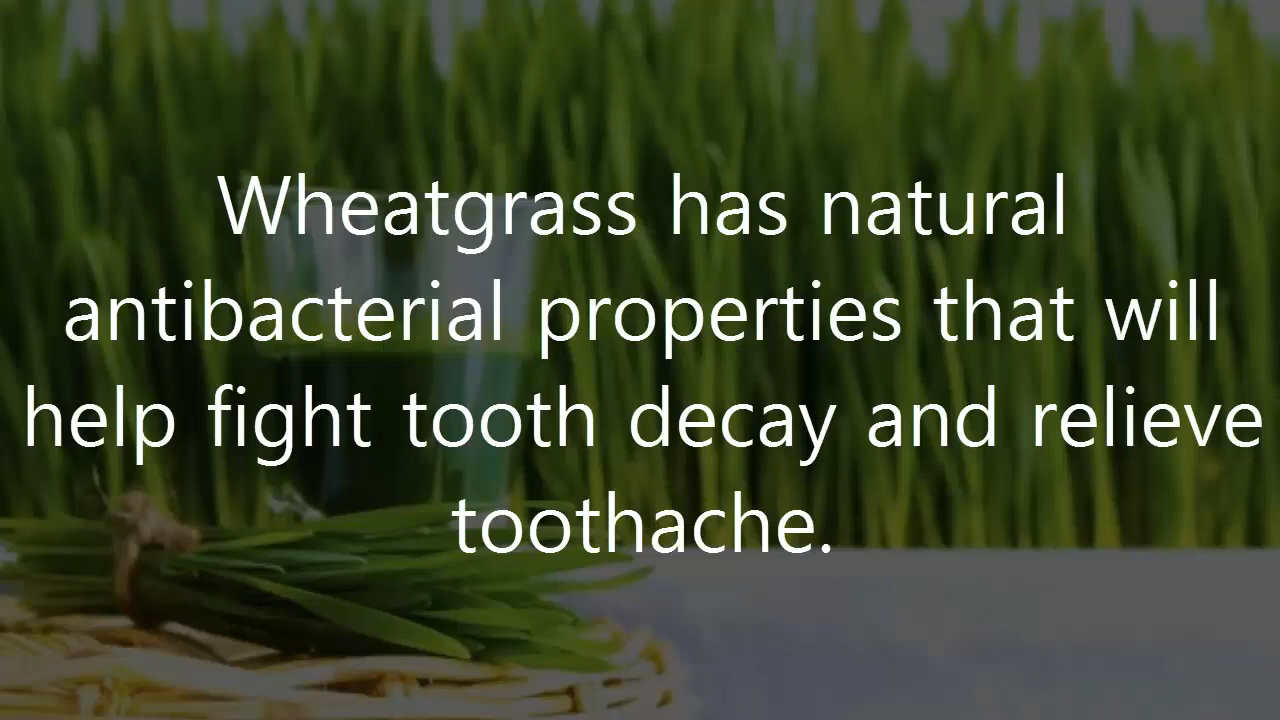 Wheatgrass has natural
antibacterial properties that will
help fight tooth decay and relieve
toothache.